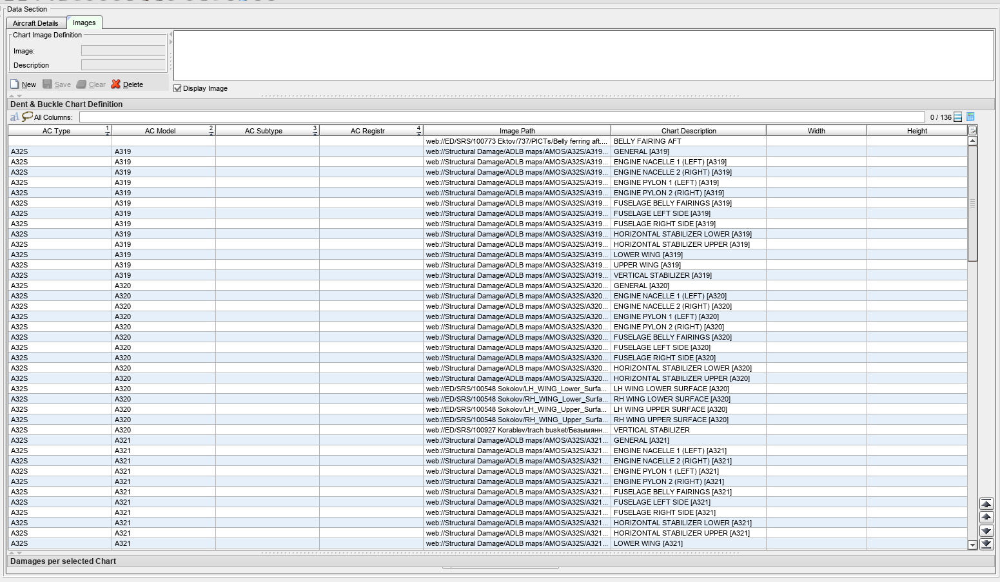 Data Section
Aircraft Details Images
Chart Image Definition
Image:
Description
New Save Clear Delete
Display Image
Dent & Buckle Chart Definition
All Columns: 0 / 136
AC Type 1 AC Model 2 AC Subtype 3 AC Registr 4 Image Path Chart Description Width Height
web://ED/SRS/100773 Ektov/737/PICTs/Belly ferring aft.... BELLY FAIRING AFT
A32S A319 web://Structural Damage/ADLB maps/AMOS/A32S/A319... GENERAL [A319]
A32S A319 web://Structural Damage/ADLB maps/AMOS/A32S/A319... ENGINE NACELLE 1 (LEFT) [A319]
A32S A319 web://Structural Damage/ADLB maps/AMOS/A32S/A319... ENGINE NACELLE 2 (RIGHT) [A319]
A32S A319 web://Structural Damage/ADLB maps/AMOS/A32S/A319... ENGINE PYLON 1 (LEFT) [A319]
A32S A319 web://Structural Damage/ADLB maps/AMOS/A32S/A319... ENGINE PYLON 2 (RIGHT) [A319]
A32S A319 web://Structural Damage/ADLB maps/AMOS/A32S/A319... FUSELAGE BELLY FAIRINGS [A319]
A32S A319 web://Structural Damage/ADLB maps/AMOS/A32S/A319... FUSELAGE LEFT SIDE [A319]
A32S A319 web://Structural Damage/ADLB maps/AMOS/A32S/A319... FUSELAGE RIGHT SIDE [A319]
A32S A319 web://Structural Damage/ADLB maps/AMOS/A32S/A319... HORIZONTAL STABILIZER LOWER [A319]
A32S A319 web://Structural Damage/ADLB maps/AMOS/A32S/A319... HORIZONTAL STABILIZER UPPER [A319]
A32S A319 web://Structural Damage/ADLB maps/AMOS/A32S/A319... LOWER WING [A319]
A32S A319 web://Structural Damage/ADLB maps/AMOS/A32S/A319... UPPER WING [A319]
A32S A319 web://Structural Damage/ADLB maps/AMOS/A32S/A319... VERTICAL STABILIZER [A319]
A32S A320 web://Structural Damage/ADLB maps/AMOS/A32S/A320... GENERAL [A320]
A32S A320 web://Structural Damage/ADLB maps/AMOS/A32S/A320... ENGINE NACELLE 1 (LEFT) [A320]
A32S A320 web://Structural Damage/ADLB maps/AMOS/A32S/A320... ENGINE NACELLE 2 (RIGHT) [A320]
A32S A320 web://Structural Damage/ADLB maps/AMOS/A32S/A320... ENGINE PYLON 1 (LEFT) [A320]
A32S A320 web://Structural Damage/ADLB maps/AMOS/A32S/A320... ENGINE PYLON 2 (RIGHT) [A320]
A32S A320 web://Structural Damage/ADLB maps/AMOS/A32S/A320... FUSELAGE BELLY FAIRINGS [A320]
A32S A320 web://Structural Damage/ADLB maps/AMOS/A32S/A320... FUSELAGE LEFT SIDE [A320]
A32S A320 web://Structural Damage/ADLB maps/AMOS/A32S/A320... FUSELAGE RIGHT SIDE [A320]
A32S A320 web://Structural Damage/ADLB maps/AMOS/A32S/A320... HORIZONTAL STABILIZER LOWER [A320]
A32S A320 web://Structural Damage/ADLB maps/AMOS/A32S/A320... HORIZONTAL STABILIZER UPPER [A320]
A32S A320 web://ED/SRS/100548 Sokolov/LH_WING_Lower_Surfa... LH WING LOWER SURFACE [A320]
A32S A320 web://ED/SRS/100548 Sokolov/RH_WING_Lower_Surfa... RH WING LOWER SURFACE [A320]
A32S A320 web://ED/SRS/100548 Sokolov/LH_WING_Upper_Surfa... LH WING UPPER SURFACE [A320]
A32S A320 web://ED/SRS/100548 Sokolov/RH_WING_Upper_Surfa... RH WING UPPER SURFACE [A320]
A32S A320 web://ED/SRS/100927 Korablev/trach busket/Безымянн... VERTICAL STABILIZER
A32S A321 web://Structural Damage/ADLB maps/AMOS/A32S/A321... GENERAL [A321]
A32S A321 web://Structural Damage/ADLB maps/AMOS/A32S/A321... ENGINE NACELLE 1 (LEFT) [A321]
A32S A321 web://Structural Damage/ADLB maps/AMOS/A32S/A321... ENGINE NACELLE 2 (RIGHT) [A321]
A32S A321 web://Structural Damage/ADLB maps/AMOS/A32S/A321... ENGINE PYLON 1 (LEFT) [A321]
A32S A321 web://Structural Damage/ADLB maps/AMOS/A32S/A321... ENGINE PYLON 2 (RIGHT) [A321]
A32S A321 web://Structural Damage/ADLB maps/AMOS/A32S/A321... FUSELAGE BELLY FAIRINGS [A321]
A32S A321 web://Structural Damage/ADLB maps/AMOS/A32S/A321... FUSELAGE LEFT SIDE [A321]
A32S A321 web://Structural Damage/ADLB maps/AMOS/A32S/A321... FUSELAGE RIGHT SIDE [A321]
A32S A321 web://Structural Damage/ADLB maps/AMOS/A32S/A321... HORIZONTAL STABILIZER LOWER [A321]
A32S A321 web://Structural Damage/ADLB maps/AMOS/A32S/A321... HORIZONTAL STABILIZER UPPER [A321]
A32S A321 web://Structural Damage/ADLB maps/AMOS/A32S/A321... LOWER WING [A321]
Damages per selected Chart